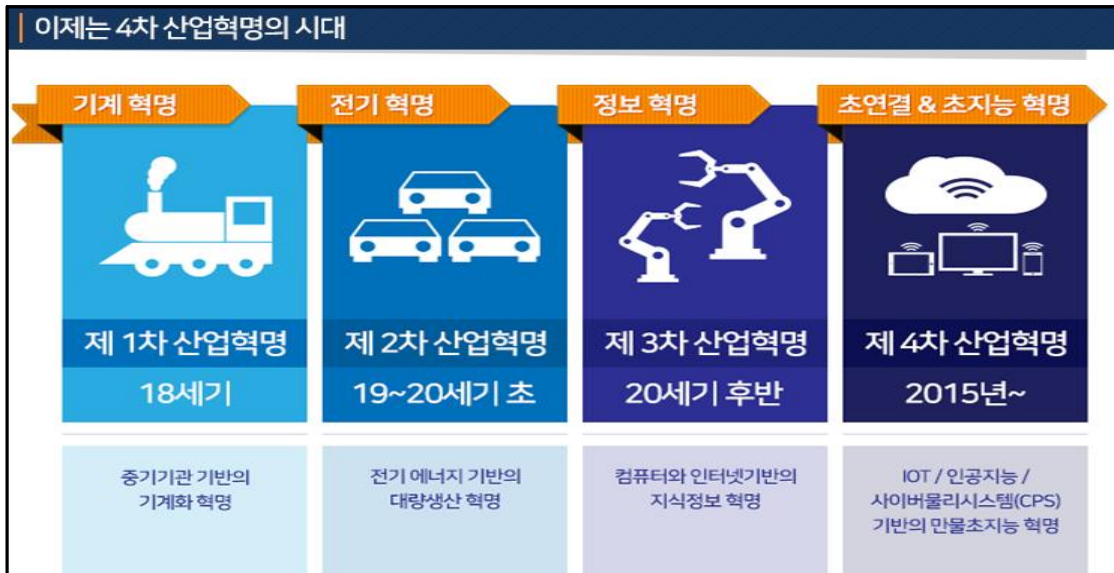 이제는 4차 산업혁명의 시대
기계 혁명
전기 혁명
정보 혁명
초연결 & 초지능 혁명
제 1차 산업혁명
제 2차 산업혁명
제 3차 산업혁명
제 4차 산업혁명
18세기
19~20세기 초
20세기 후반
2015년~
중기기관 기반의
기계화 혁명
전기 에너지 기반의
대량생산 혁명
컴퓨터와 인터넷기반의
지식정보 혁명
IOT / 인공지능 /
사이버물리시스템(CPS)
기반의 만물초지능 혁명